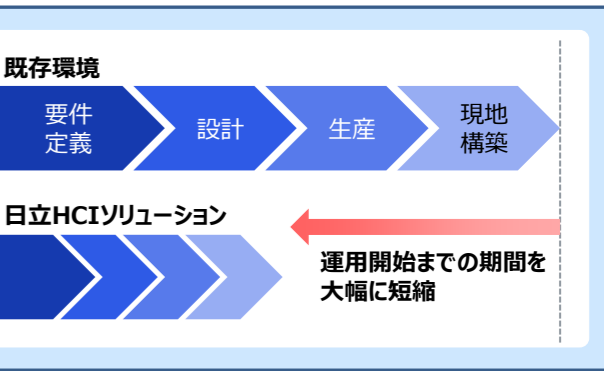 既存環境
要件
定義
設計
生産
現地
構築
日立HCIソリューション
運用開始までの期間を
大幅に短縮